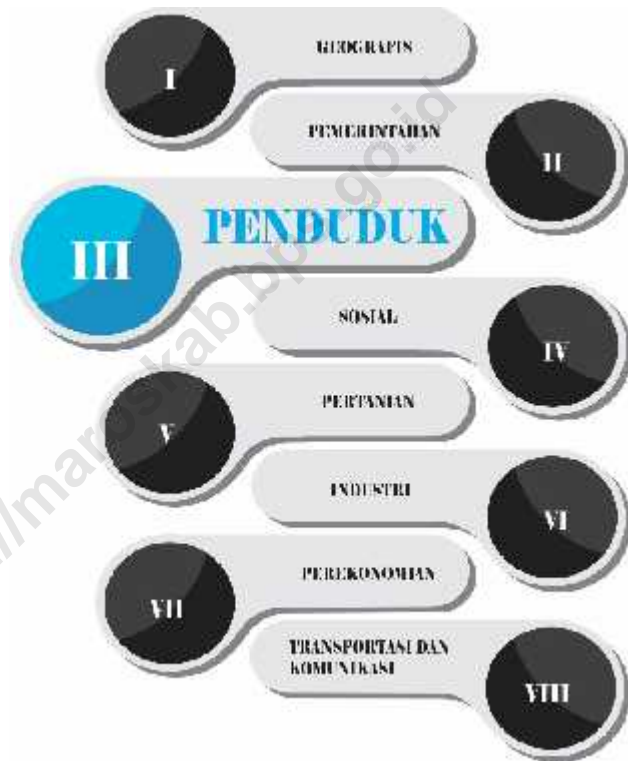 I
GEOGRAFIS
PEMERINTAHAN
II
III
PENDUDUK
SOSIAL
IV
V
PERTANIAN
INDUSTRI
VI
VII
PEREKONOMIAN
TRANSPORTASI DAN
KOMUNIKASI
VIII